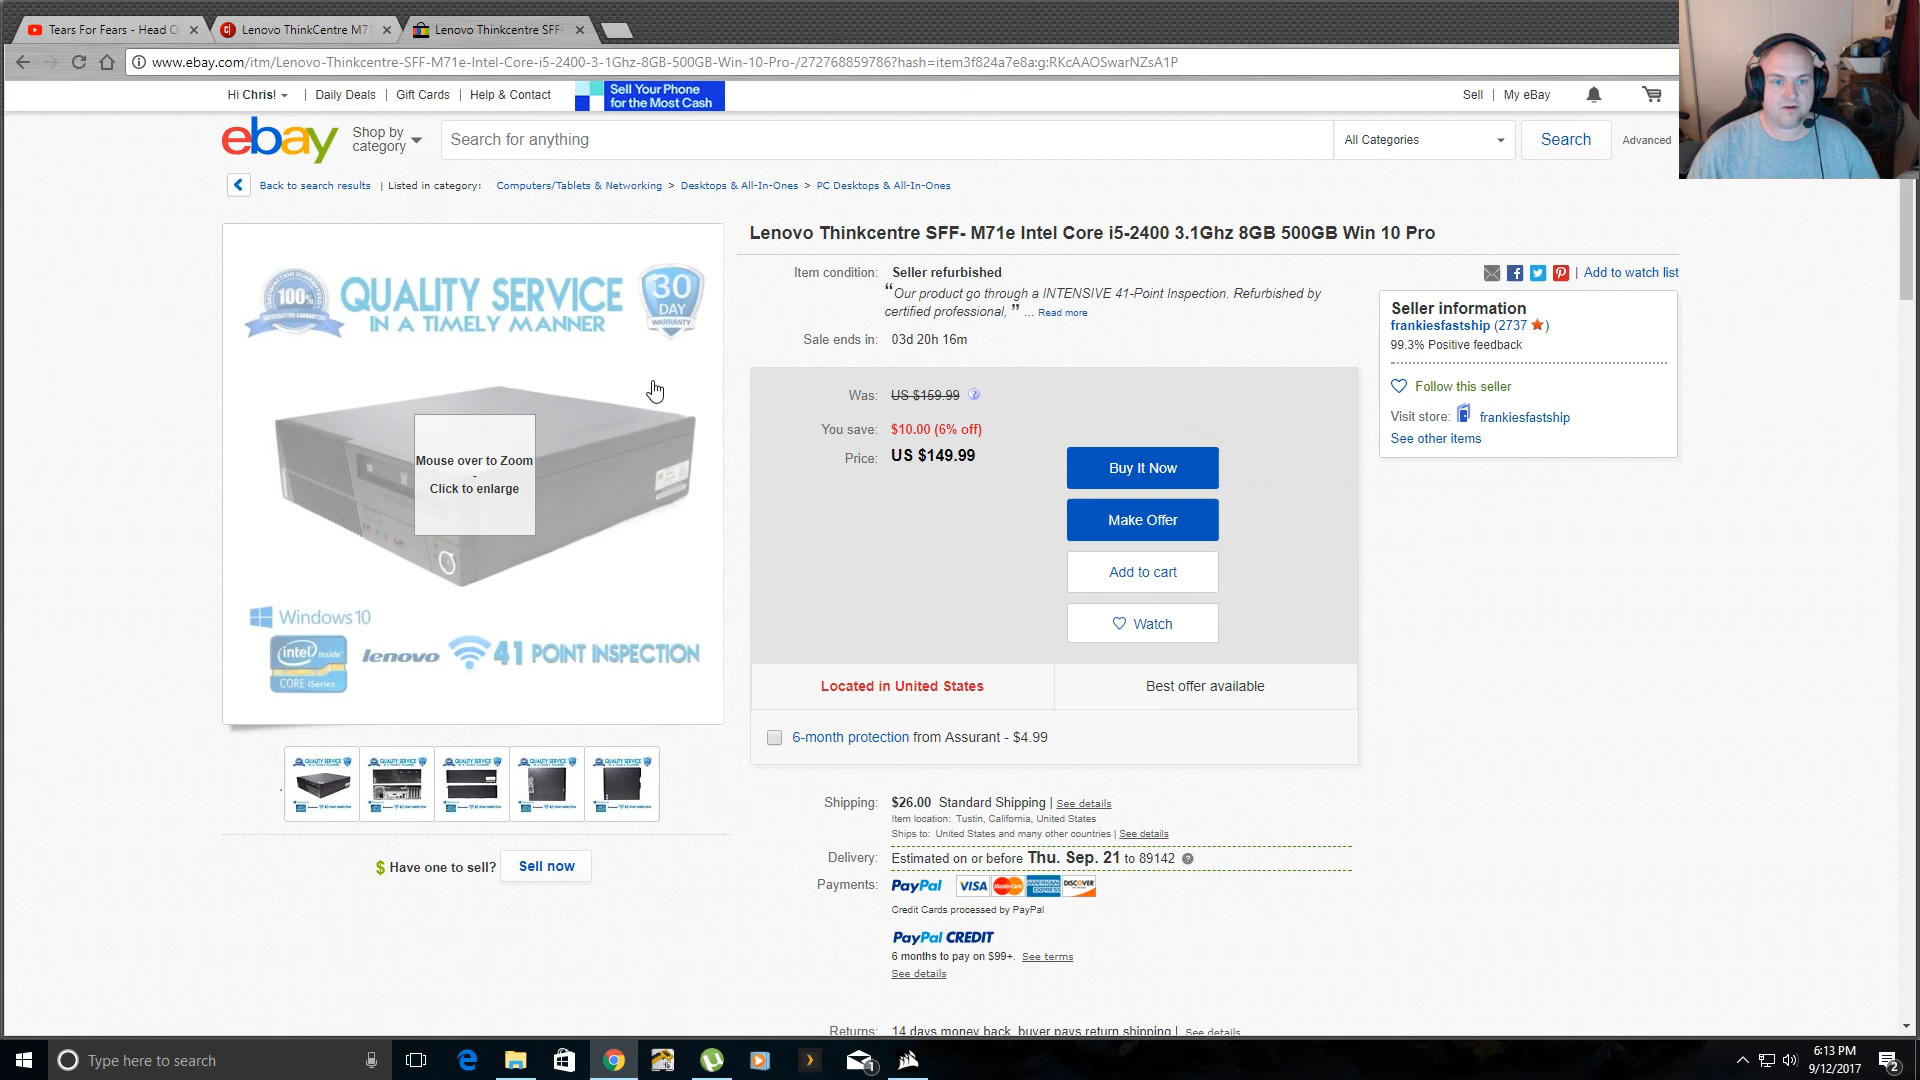 Tears For Fears - Head O
Lenovo ThinkCentre M71
Lenovo Thinkcentre SFF-
www.ebay.com/itm/Lenovo-Thinkcentre-SFF-M71e-Intel-Core-i5-2400-3-1Ghz-8GB-500GB-Win-10-Pro-/272768859786?hash=item3f824a7e8a:g:RKcAAOSwarNZsA1P
Hi Chris! | Daily Deals | Gift Cards | Help & Contact
Sell Your Phone
for the Most Cash
Sell | My eBay
ebay
Shop by
category
Search for anything
All Categories
Search
Advanced
Back to search results | Listed in category: Computers/Tablets & Networking > Desktops & All-In-Ones > PC Desktops & All-In-Ones
100%
QUALITY SERVICE
IN A TIMELY MANNER
30
DAY
WARRANTY
Mouse over to Zoom
-
Click to enlarge
Windows 10
intel inside
CORE iSeries
lenovo
41 POINT INSPECTION
$ Have one to sell? Sell now
Lenovo Thinkcentre SFF- M71e Intel Core i5-2400 3.1Ghz 8GB 500GB Win 10 Pro
Item condition: Seller refurbished
“Our product go through a INTENSIVE 41-Point Inspection. Refurbished by
certified professional, ” ... Read more
Sale ends in: 03d 20h 16m
| Add to watch list
Was: US $159.99
You save: $10.00 (6% off)
Price: US $149.99
Buy It Now
Make Offer
Add to cart
Watch
Located in United States
Best offer available
6-month protection from Assurant - $4.99
Shipping: $26.00 Standard Shipping | See details
Item location: Tustin, California, United States
Ships to: United States and many other countries | See details
Delivery: Estimated on or before Thu. Sep. 21 to 89142
Payments: PayPal VISA MasterCard AMERICAN EXPRESS DISCOVER
Credit Cards processed by PayPal
PayPal CREDIT
6 months to pay on $99+. See terms
See details
Returns: 14 days money back, buyer pays return shipping | See details
Seller information
frankiesfastship (2737 )
99.3% Positive feedback
Follow this seller
Visit store: frankiesfastship
See other items
Type here to search
1
6:13 PM
9/12/2017
2